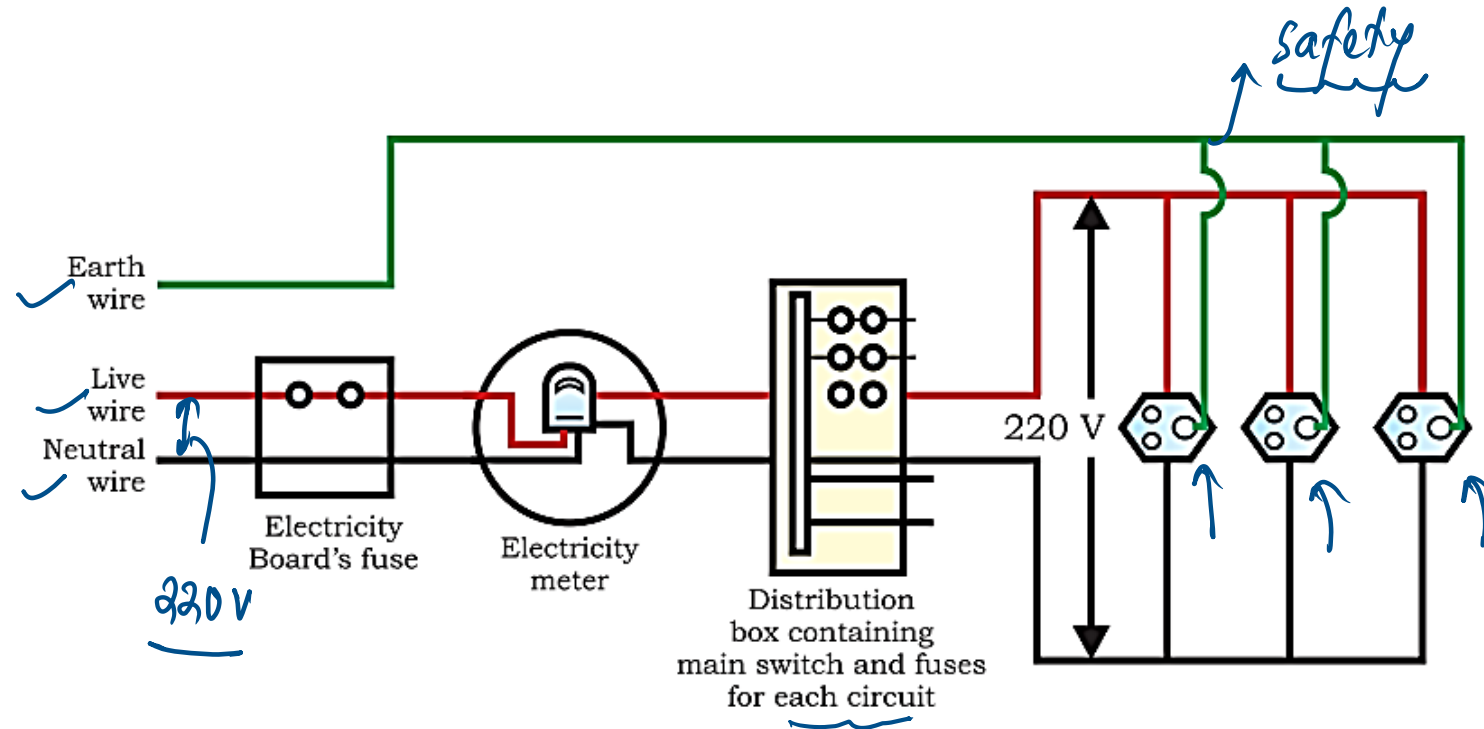 safety
Earth
wire
Live
wire
Neutral
wire
220 V
Electricity
Board's fuse
220 V
Electricity
meter
Distribution
box containing
main switch and fuses
for each circuit